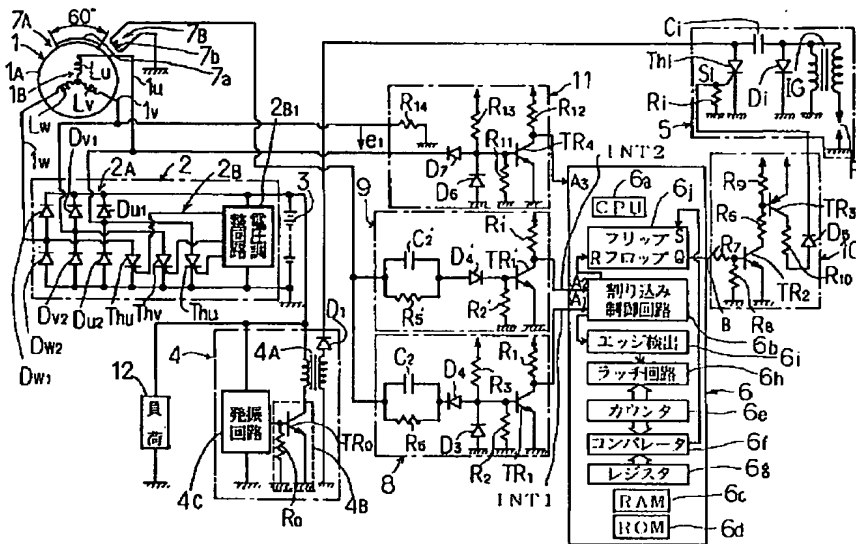 7A
60°
7B
7b
7a
1
1A
1B
Lu
Lv
Lw
1u
1v
1w
Dv1
2B1
2
2A
2B
3
Du1
電圧調
整回路
Thw
Thv
Thu
Dv2
Du2
Dw2
Dw1
12
負
荷
4
4A
D1
発振
回路
4C
TR0
R0
4B
R14
e1
R13
R12
11
D7
R11
TR4
D6
9
C2'
D4'
R1'
TR1'
R5'
R2'
C2
D4
R3
R1
R5
D3
R2
TR1
8
INT1
INT2
A3
CPU
6a
6j
フリップ
フロップ
S
R
Q
A2
A1
割り込み
制御回路
6b
エッジ検出
6i
ラッチ回路
6h
6
カウンタ
6e
コンパレータ
6f
レジスタ
6g
RAM
6c
ROM
6d
Ci
Thi
Si
Di
IG
Ri
5
R9
TR3
R6
D5
R7
R10
10
TR2
R8
B